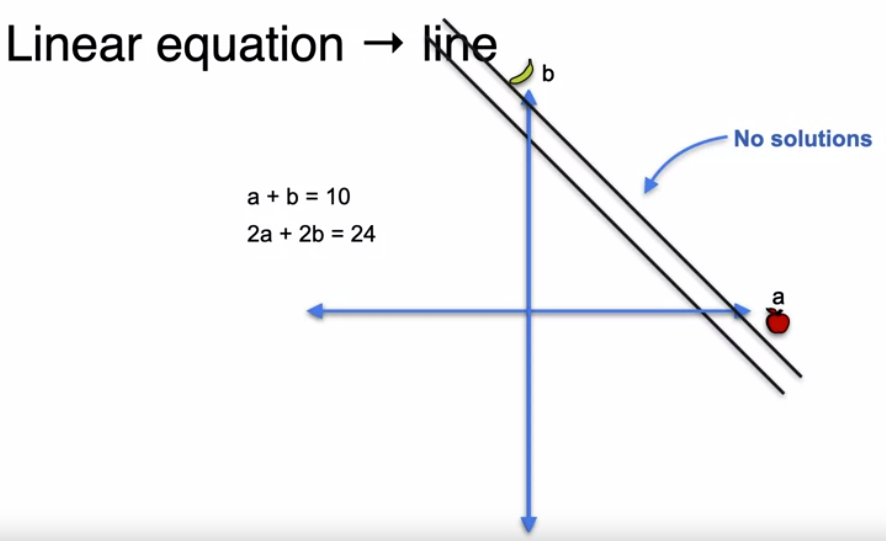 Linear equation → line
b
No solutions
a + b = 10
2a + 2b = 24
a